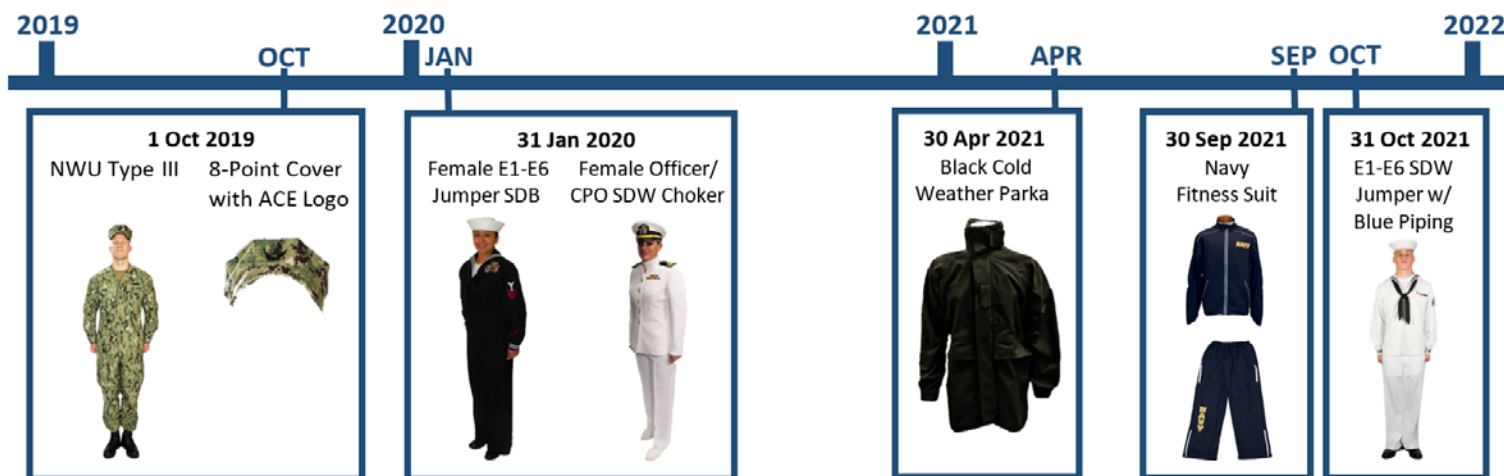 2019
2020
2021
2022
OCT
JAN
APR
SEP
OCT
1 Oct 2019
NWU Type III
8-Point Cover
with ACE Logo
31 Jan 2020
Female E1-E6
Jumper SDB
Female Officer/
CPO SDW Choker
30 Apr 2021
Black Cold
Weather Parka
30 Sep 2021
Navy
Fitness Suit
NAVY
NAVY
31 Oct 2021
E1-E6 SDW
Jumper w/
Blue Piping